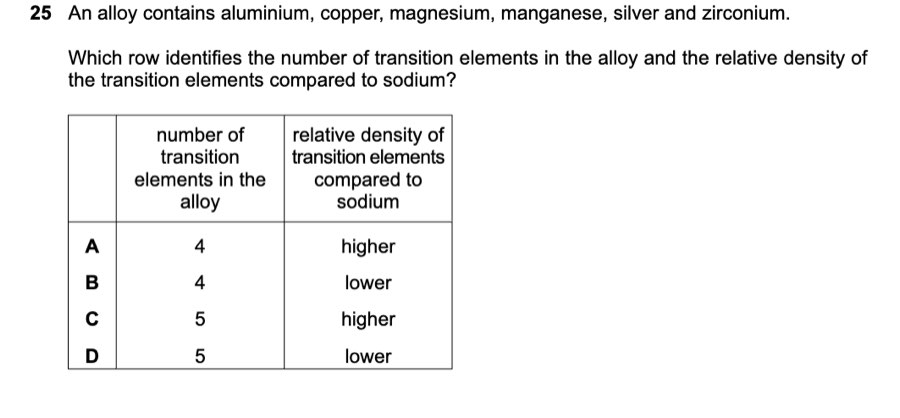 25 An alloy contains aluminium, copper, magnesium, manganese, silver and zirconium.
Which row identifies the number of transition elements in the alloy and the relative density of
the transition elements compared to sodium?
number of relative density of
transition transition elements
elements in the compared to
alloy sodium
A 4 higher
B 4 lower
C 5 higher
D 5 lower